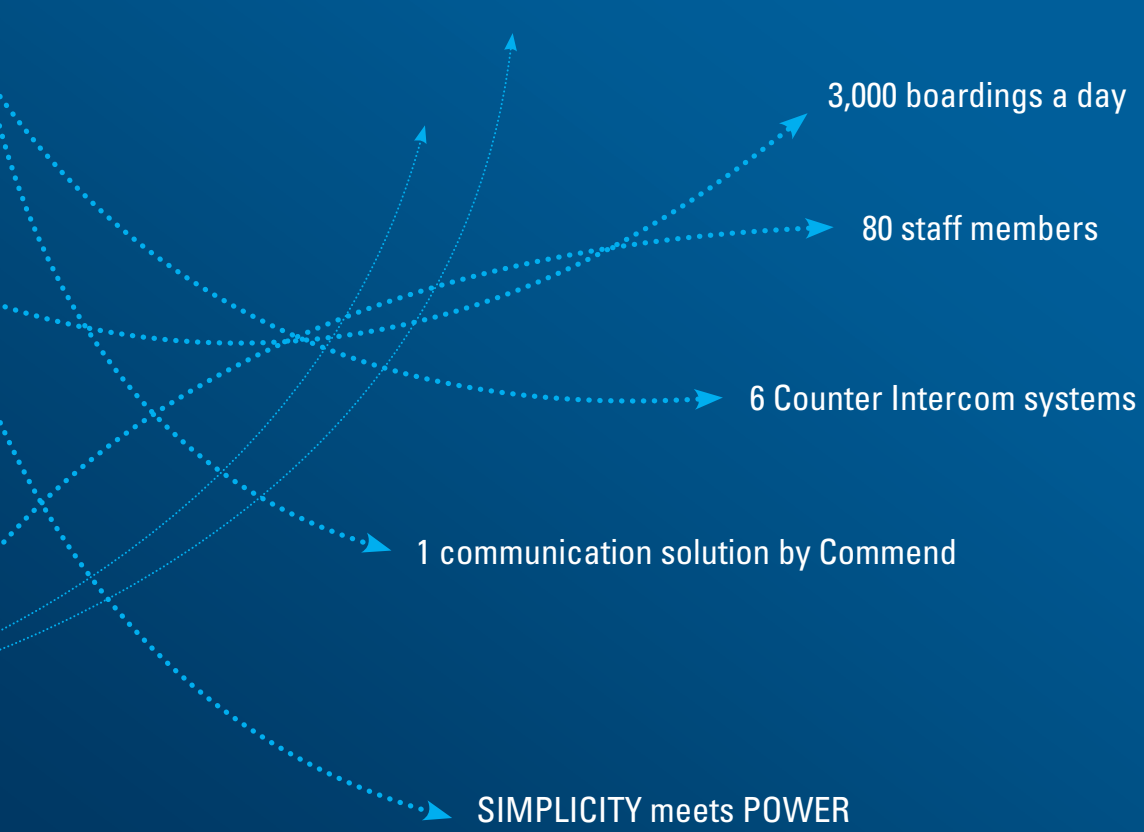 3,000 boardings a day
80 staff members
6 Counter Intercom systems
1 communication solution by Commend
SIMPLICITY meets POWER